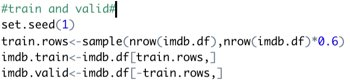 #train and valid#
set.seed(1)
train.rows<-sample(nrow(imdb.df),nrow(imdb.df)*0.6)
imdb.train<-imdb.df[train.rows,]
imdb.valid<-imdb.df[-train.rows,]